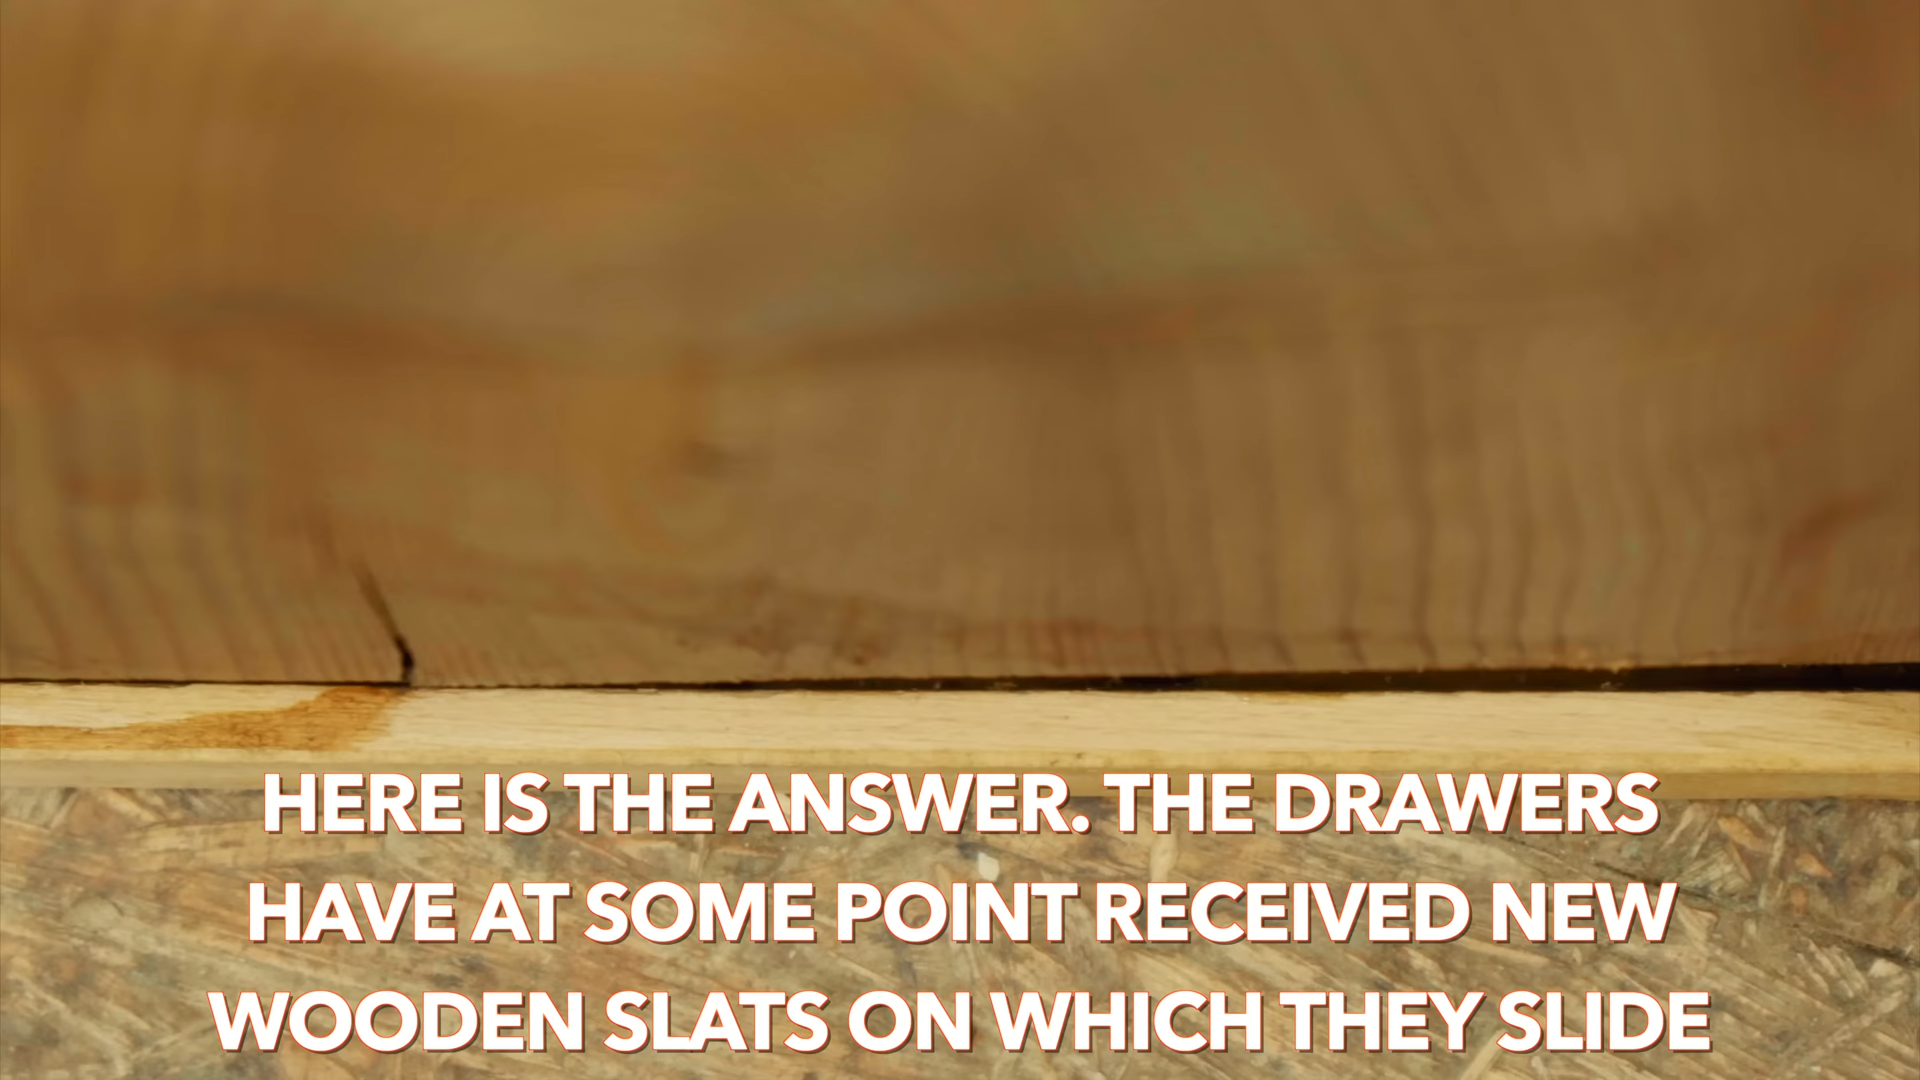 HERE IS THE ANSWER. THE DRAWERS
HAVE AT SOME POINT RECEIVED NEW
WOODEN SLATS ON WHICH THEY SLIDE